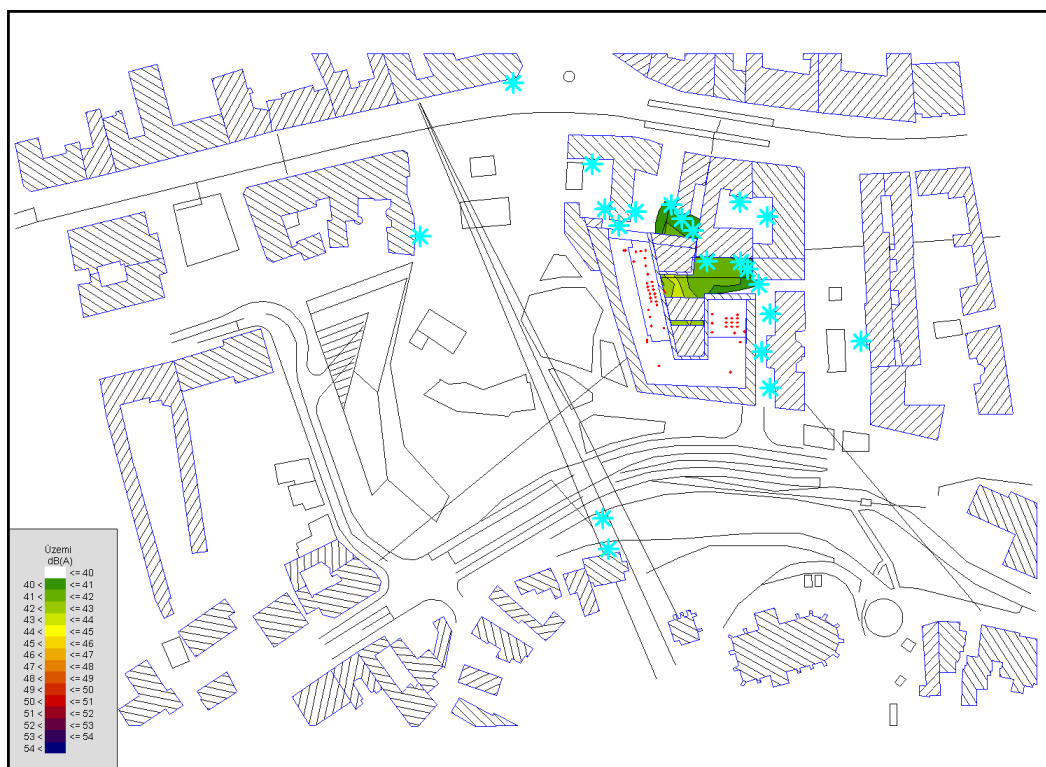 Üzemi
dB(A)
<= 40
40 < <= 41
41 < <= 42
42 < <= 43
43 < <= 44
44 < <= 45
45 < <= 46
46 < <= 47
47 < <= 48
48 < <= 49
49 < <= 50
50 < <= 51
51 < <= 52
52 < <= 53
53 < <= 54
54 <